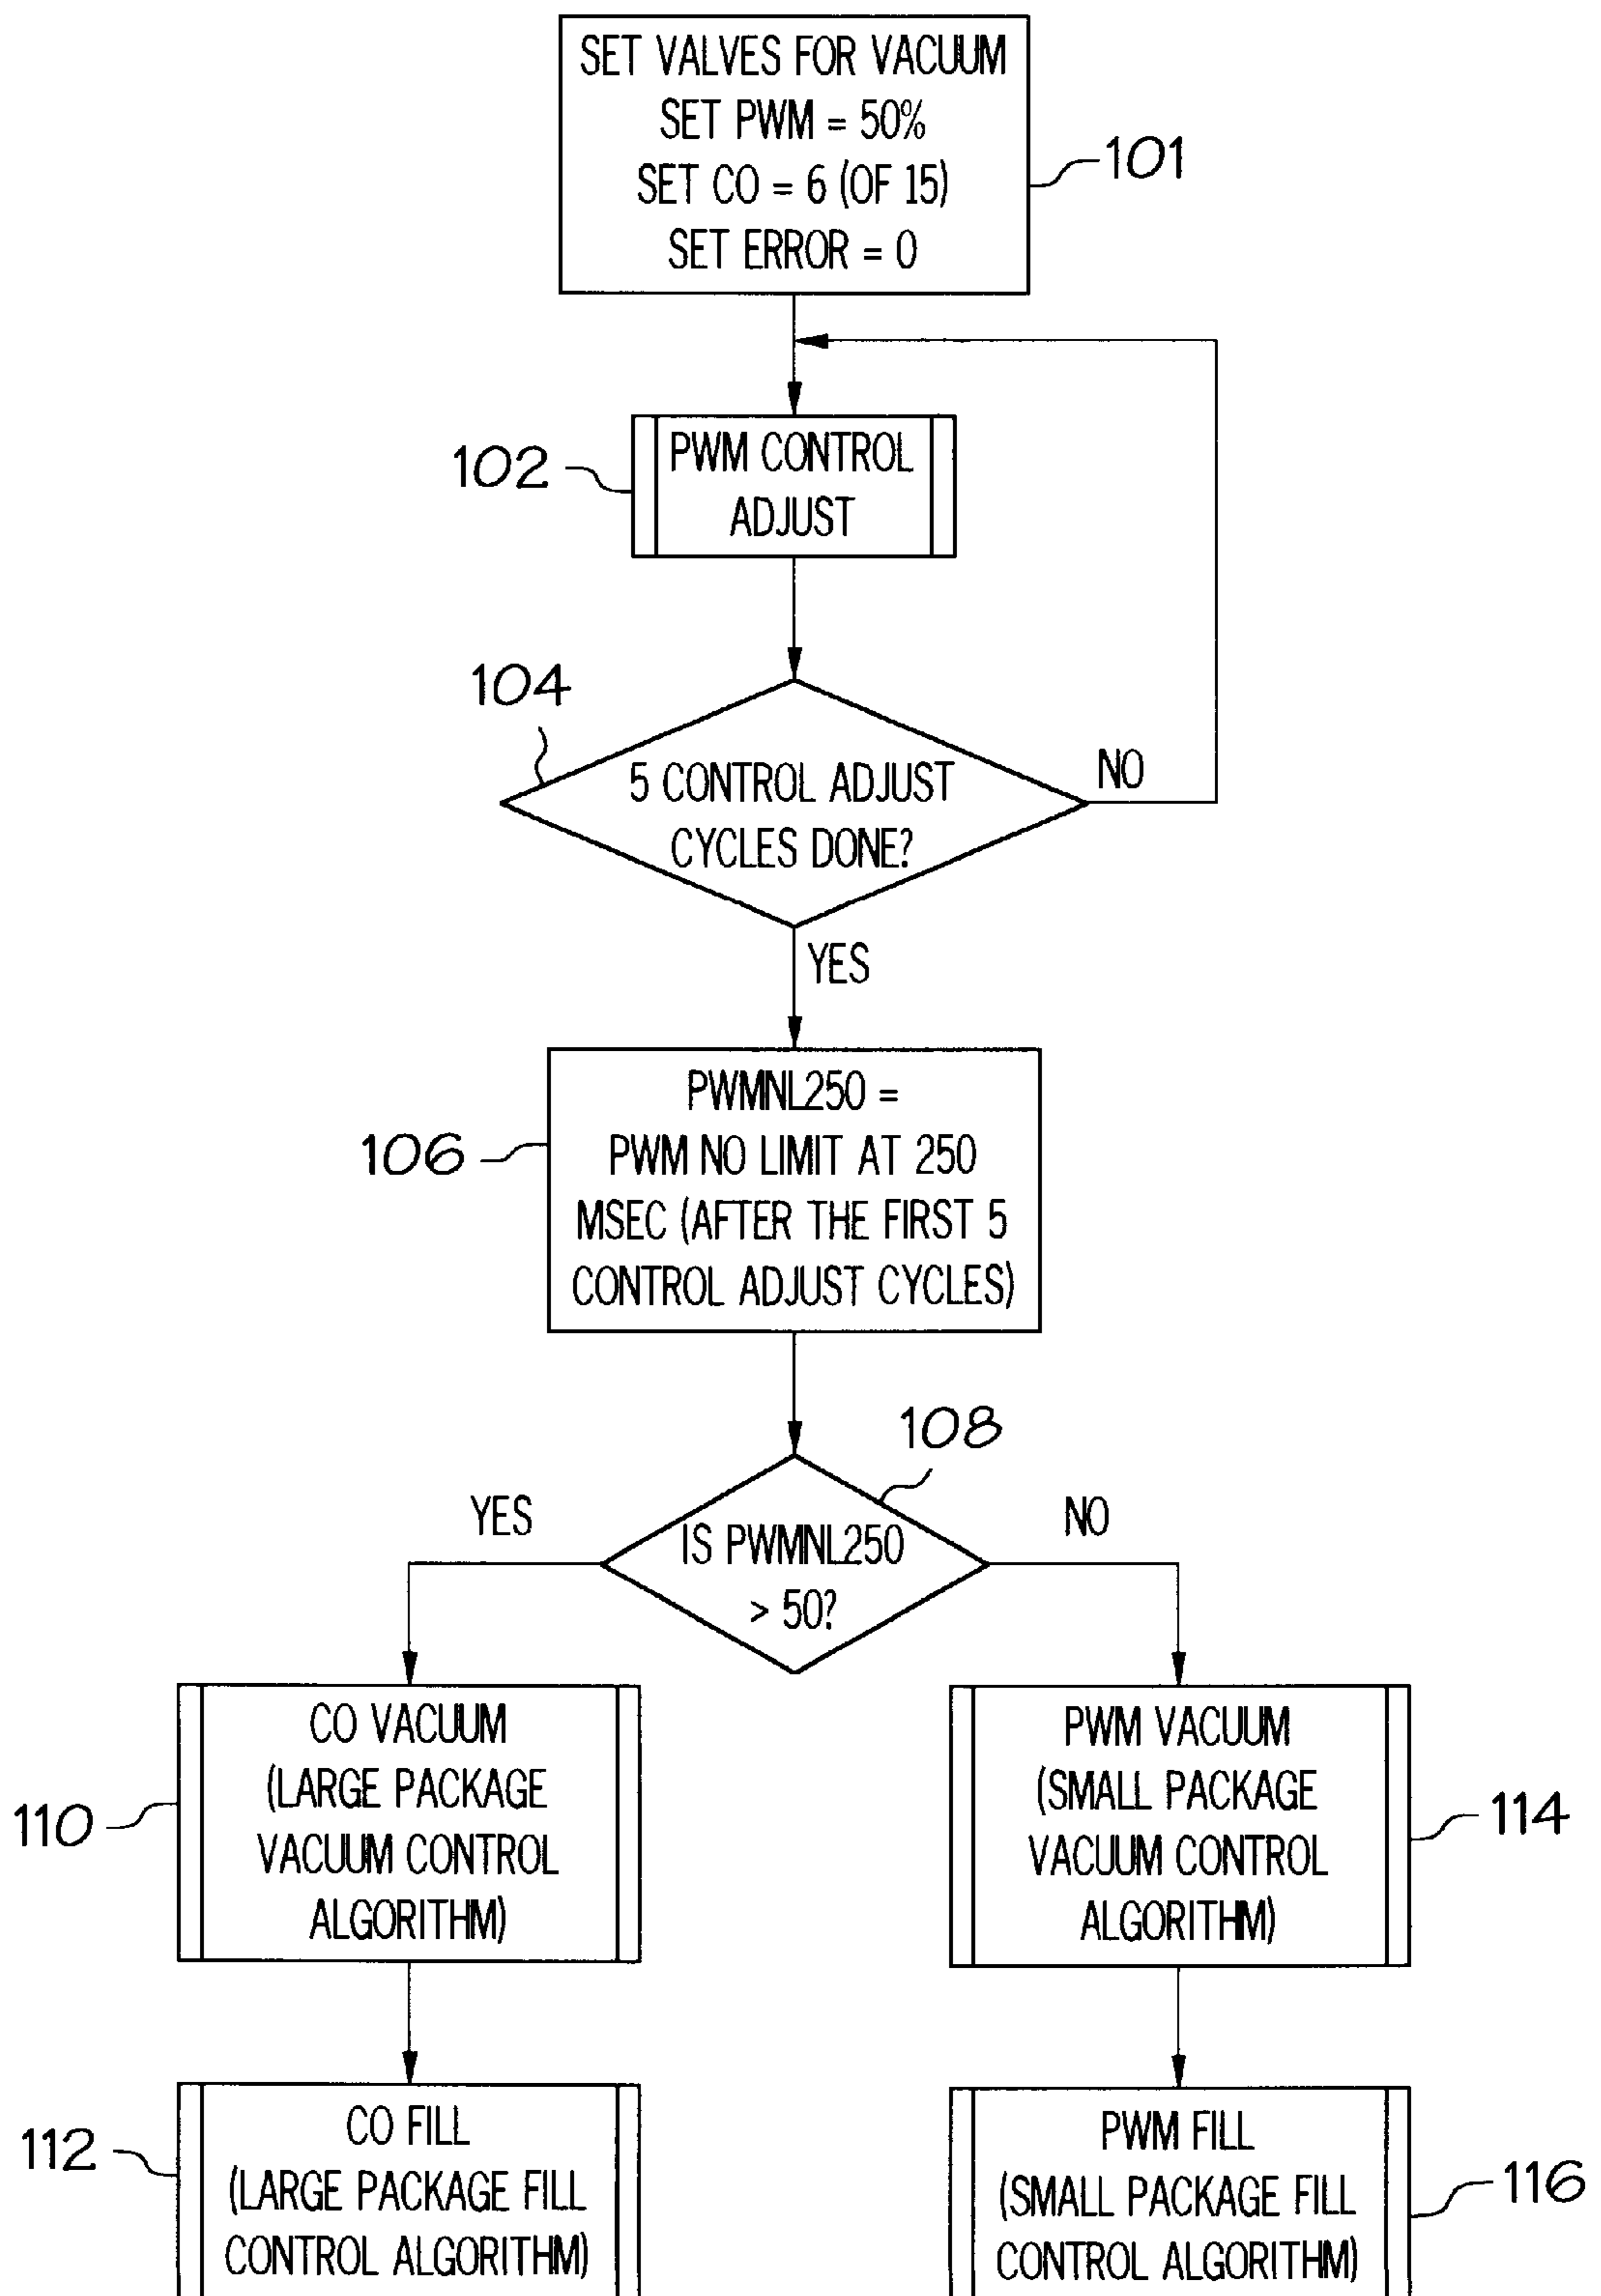 SET VALVES FOR VACUUM
SET PWM = 50%
SET CO = 6 (OF 15)
SET ERROR = 0
101
102
PWM CONTROL
ADJUST
104
5 CONTROL ADJUST
CYCLES DONE?
NO
YES
106
PWMNL250 =
PWM NO LIMIT AT 250
MSEC (AFTER THE FIRST 5
CONTROL ADJUST CYCLES)
108
IS PWMNL250
> 50?
YES
NO
110
CO VACUUM
(LARGE PACKAGE
VACUUM CONTROL
ALGORITHM)
PWM VACUUM
(SMALL PACKAGE
VACUUM CONTROL
ALGORITHM)
114
112
CO FILL
(LARGE PACKAGE FILL
CONTROL ALGORITHM)
PWM FILL
(SMALL PACKAGE FILL
CONTROL ALGORITHM)
116